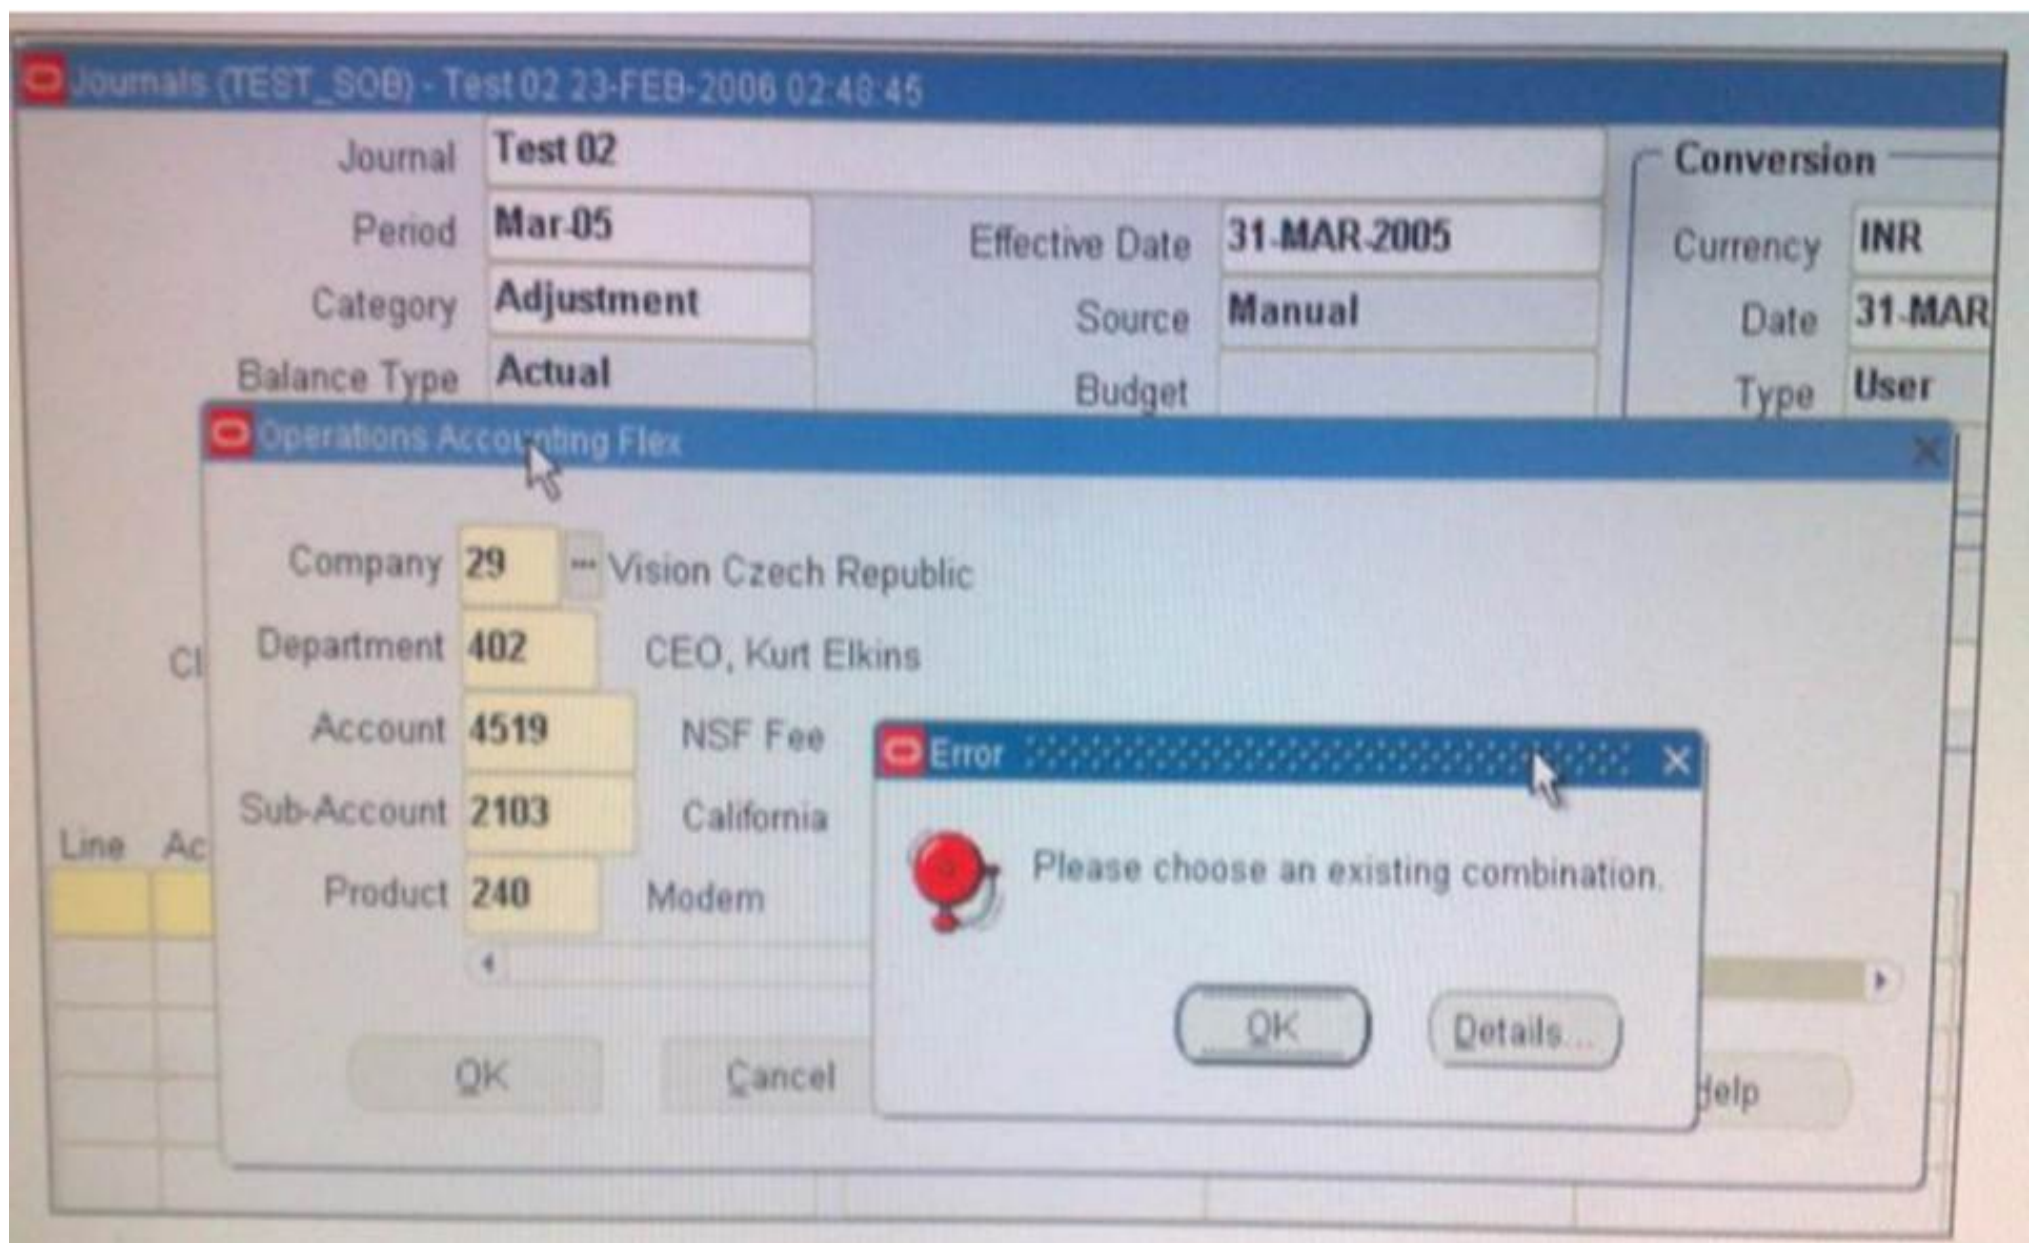 Journals (TEST_SOB) - Test 02 23-FEB-2006 02:48:45
Journal Test 02
Conversion
Period Mar-05 Effective Date 31-MAR-2005 Currency INR
Category Adjustment Source Manual Date 31-MAR
Balance Type Actual Budget Type User
Operations Accounting Flex
Company 29 ... Vision Czech Republic
Cl
Department 402 CEO, Kurt Elkins
Account 4519 NSF Fee
Error
Sub-Account 2103 California
Line Ac
Please choose an existing combination.
Product 240 Modem
OK Details...
OK Cancel Help